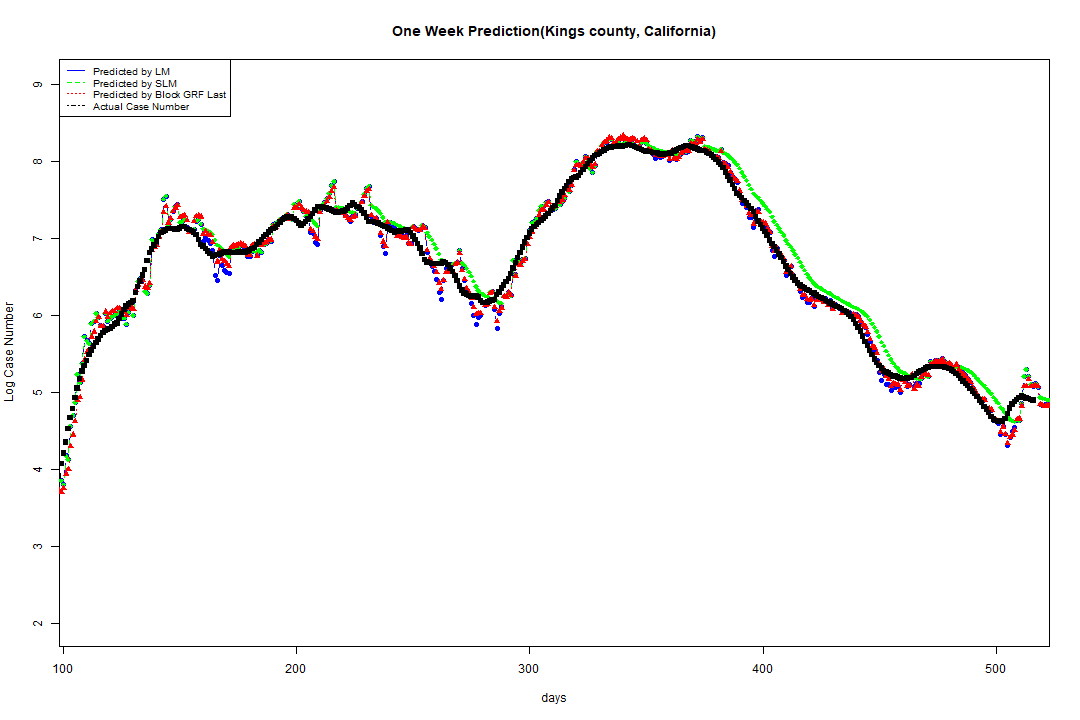 One Week Prediction(Kings county, California)
Predicted by LM
Predicted by SLM
Predicted by Block GRF Last
Actual Case Number
9
8
7
6
5
4
3
2
Log Case Number
100 200 300 400 500
days